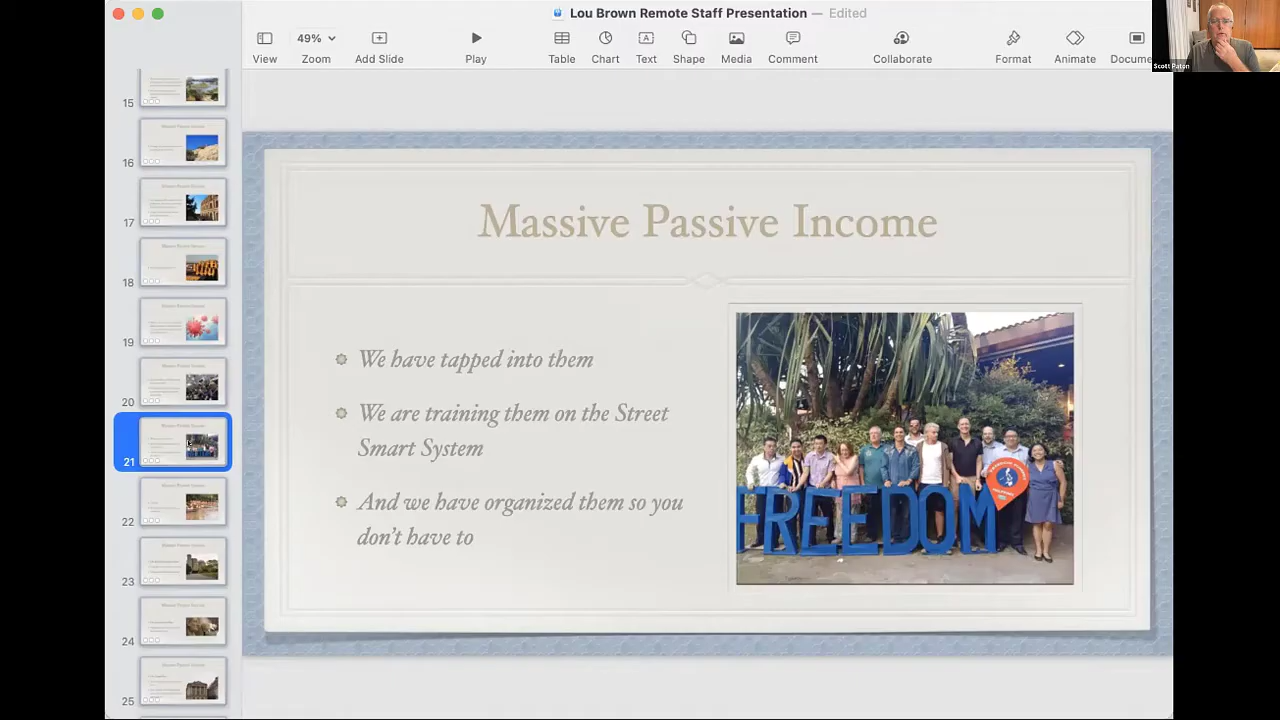 Lou Brown Remote Staff Presentation — Edited
View
49%
Zoom
Add Slide
Play
Table
Chart
Text
Shape
Media
Comment
Collaborate
Format
Animate
Docume
Scott Paton
15
16
17
18
19
20
21
22
23
24
25
Massive Passive Income
We have tapped into them
We are training them on the Street
Smart System
And we have organized them so you
don't have to
FREEDOM